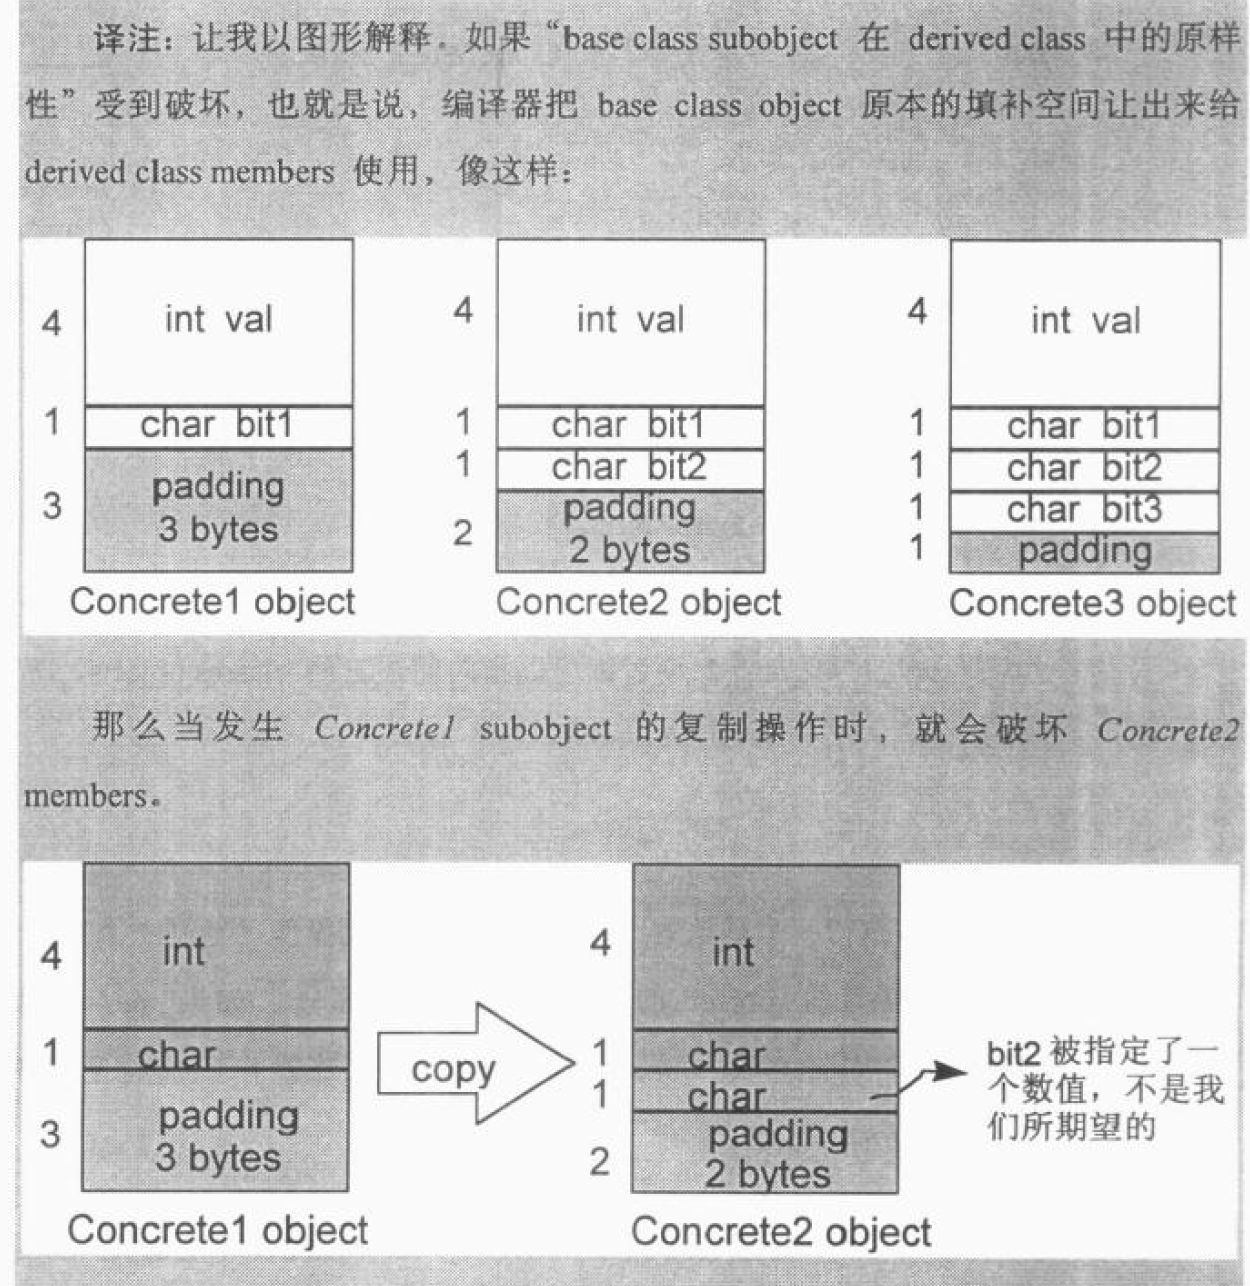 译注：让我以图形解释。如果“base class subobject 在 derived class 中的原样
性”受到破坏，也就是说，编译器把 base class object 原本的填补空间让出来给
derived class members 使用，像这样：
4 int val
1 char bit1
3 padding
3 bytes
Concrete1 object
4 int val
1 char bit1
1 char bit2
2 padding
2 bytes
Concrete2 object
4 int val
1 char bit1
1 char bit2
1 char bit3
1 padding
Concrete3 object
那么当发生 Concrete1 subobject 的复制操作时，就会破坏 Concrete2
members。
4 int
1 char
3 padding
3 bytes
Concrete1 object
copy
4 int
1 char
1 char
2 padding
2 bytes
Concrete2 object
bit2 被指定了一
个数值，不是我
们所期望的